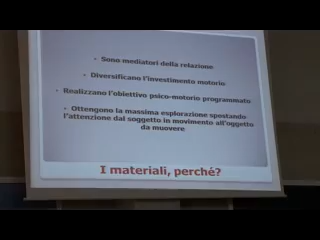 • Sono mediatori della relazione
• Diversificano l'investimento motorio
• Realizzano l'obiettivo psico-motorio programmato
• Ottengono la massima esplorazione spostando
l'attenzione dal soggetto in movimento all'oggetto
da muovere
I materiali, perché?